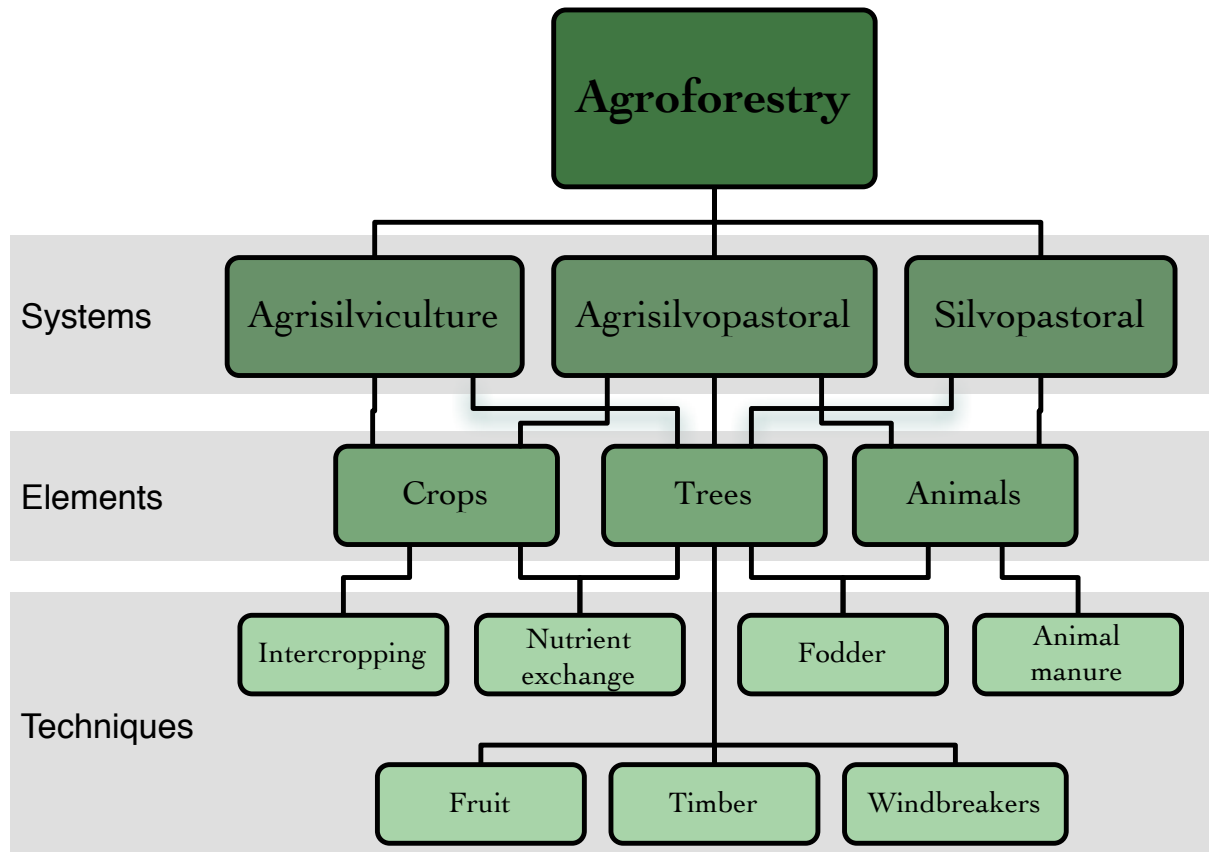 Agroforestry
Systems
Agrisilviculture
Agrisilvopastoral
Silvopastoral
Elements
Crops
Trees
Animals
Techniques
Intercropping
Nutrient
exchange
Fodder
Animal
manure
Fruit
Timber
Windbreakers